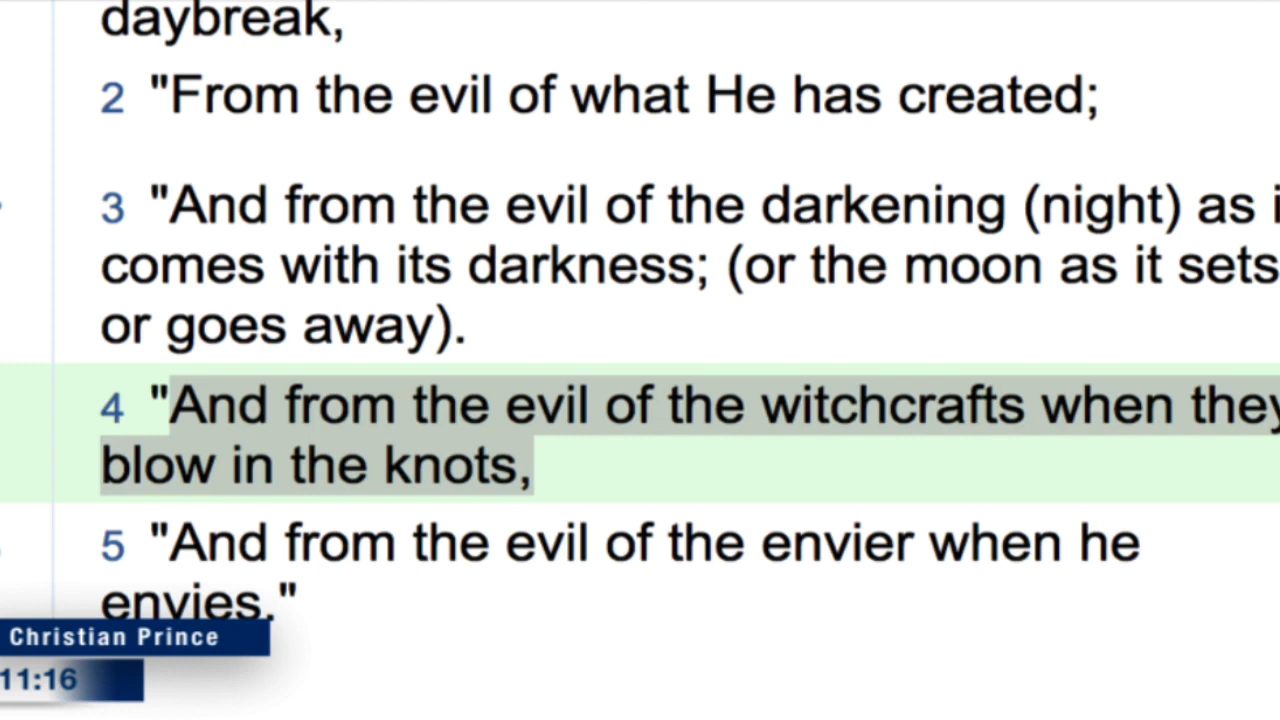 daybreak,
2 "From the evil of what He has created;
3 "And from the evil of the darkening (night) as
comes with its darkness; (or the moon as it sets
or goes away).
4 "And from the evil of the witchcrafts when they
blow in the knots,
5 "And from the evil of the envier when he
envies."
Christian Prince
11:16